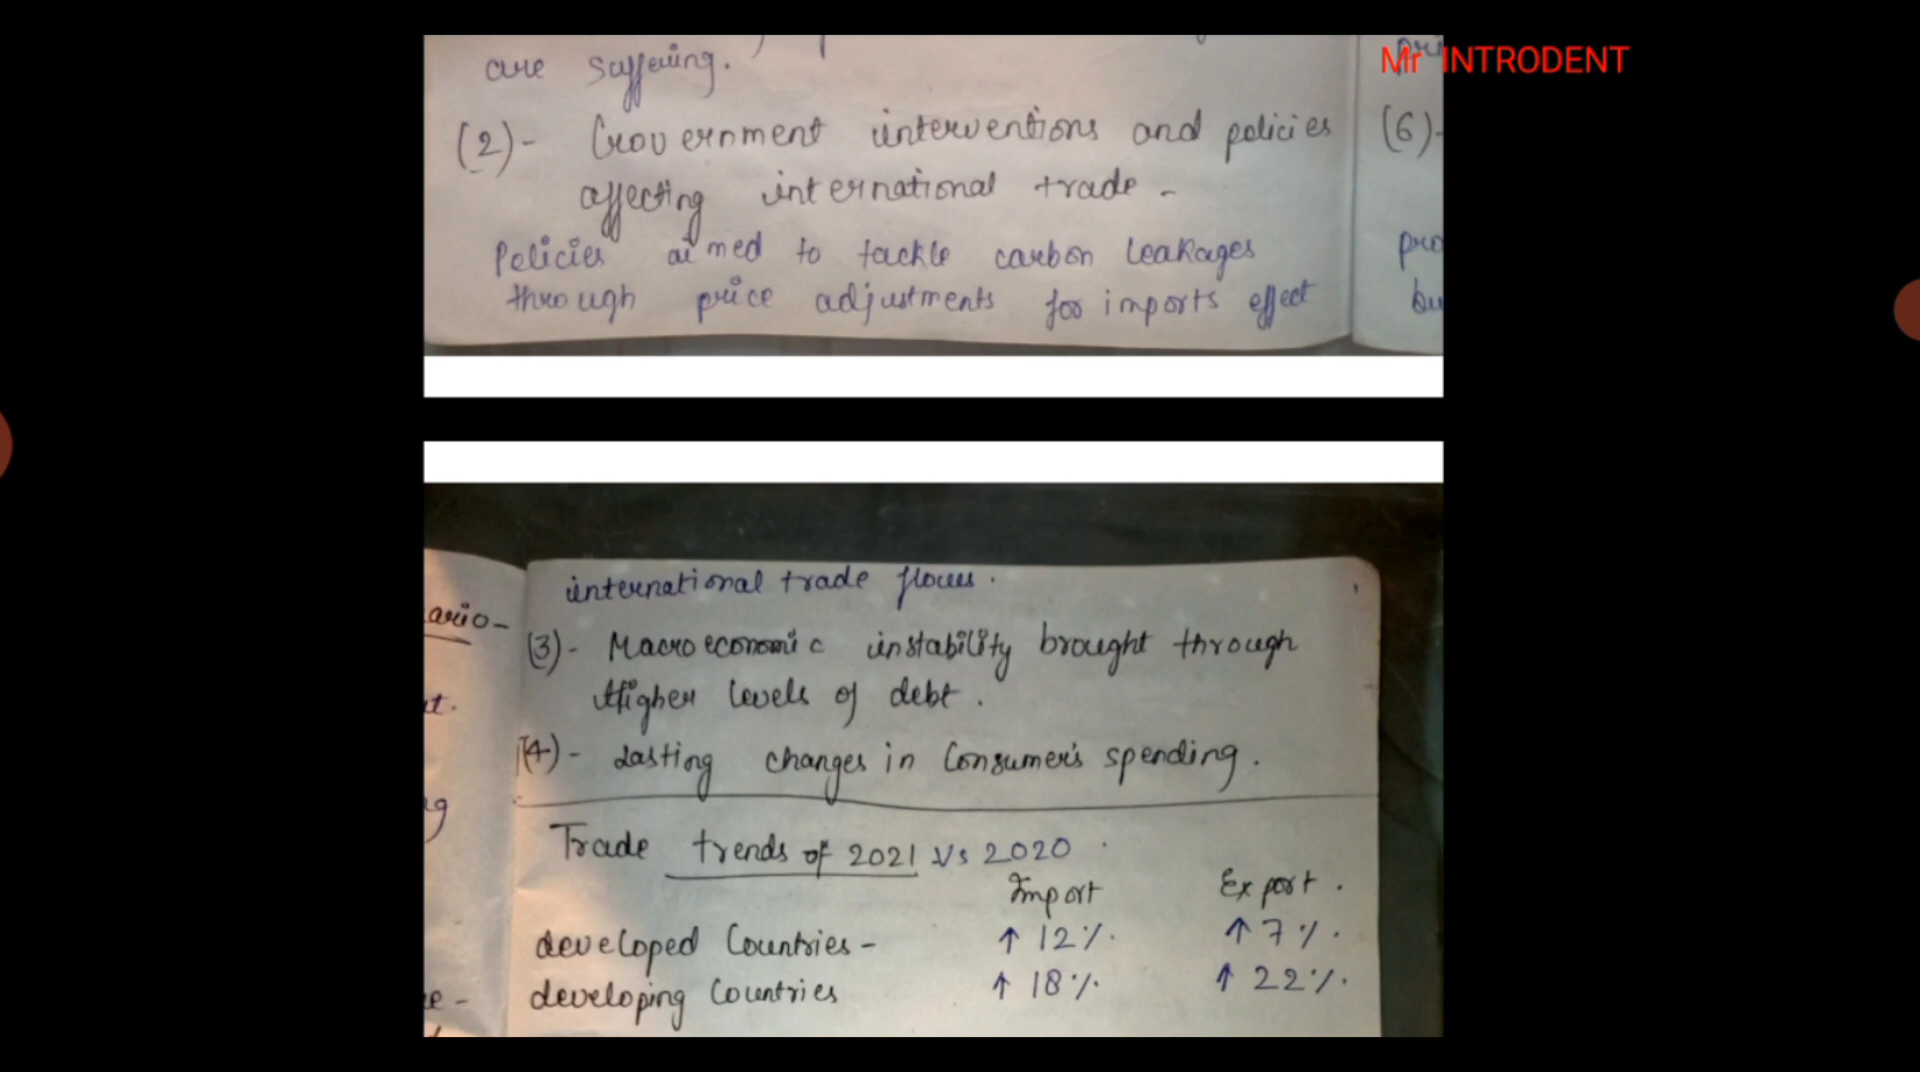 are suffering.
(2)- Government interventions and policies
affecting international trade -
Policies aimed to tackle carbon leakages
through price adjustments for imports effect
Mr INTRODENT
(6)-
pro
bu
international trade flows.
(3)- Macroeconomic instability brought through
Higher levels of debt.
(4)- Lasting changes in Consumer's spending.
Trade trends of 2021 Vs 2020
Import Export.
developed Countries - ↑ 12%. ↑ 7%.
developing Countries ↑ 18%. ↑ 22%.
ario-